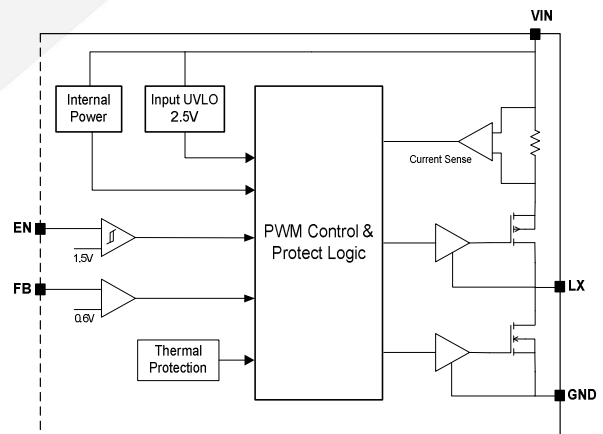 VIN
Internal
Power
Input UVLO
2.5V
Current Sense
EN
1.5V
PWM Control &
Protect Logic
FB
0.6V
LX
Thermal
Protection
GND